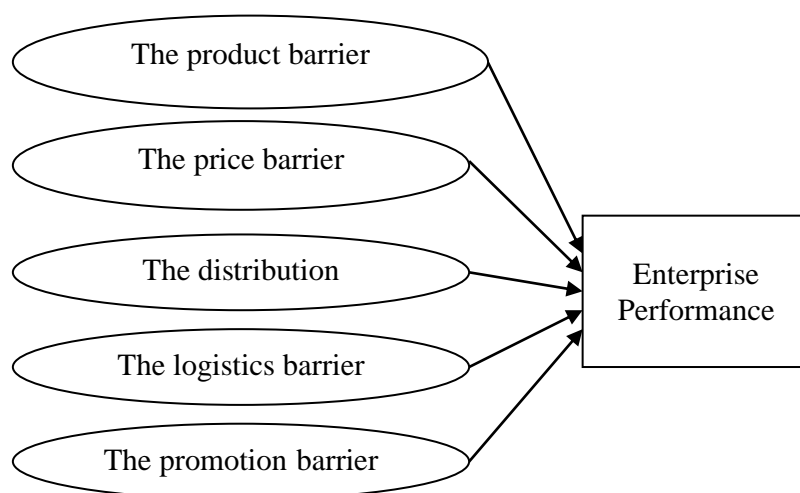 The product barrier
The price barrier
The distribution
The logistics barrier
The promotion barrier
Enterprise
Performance